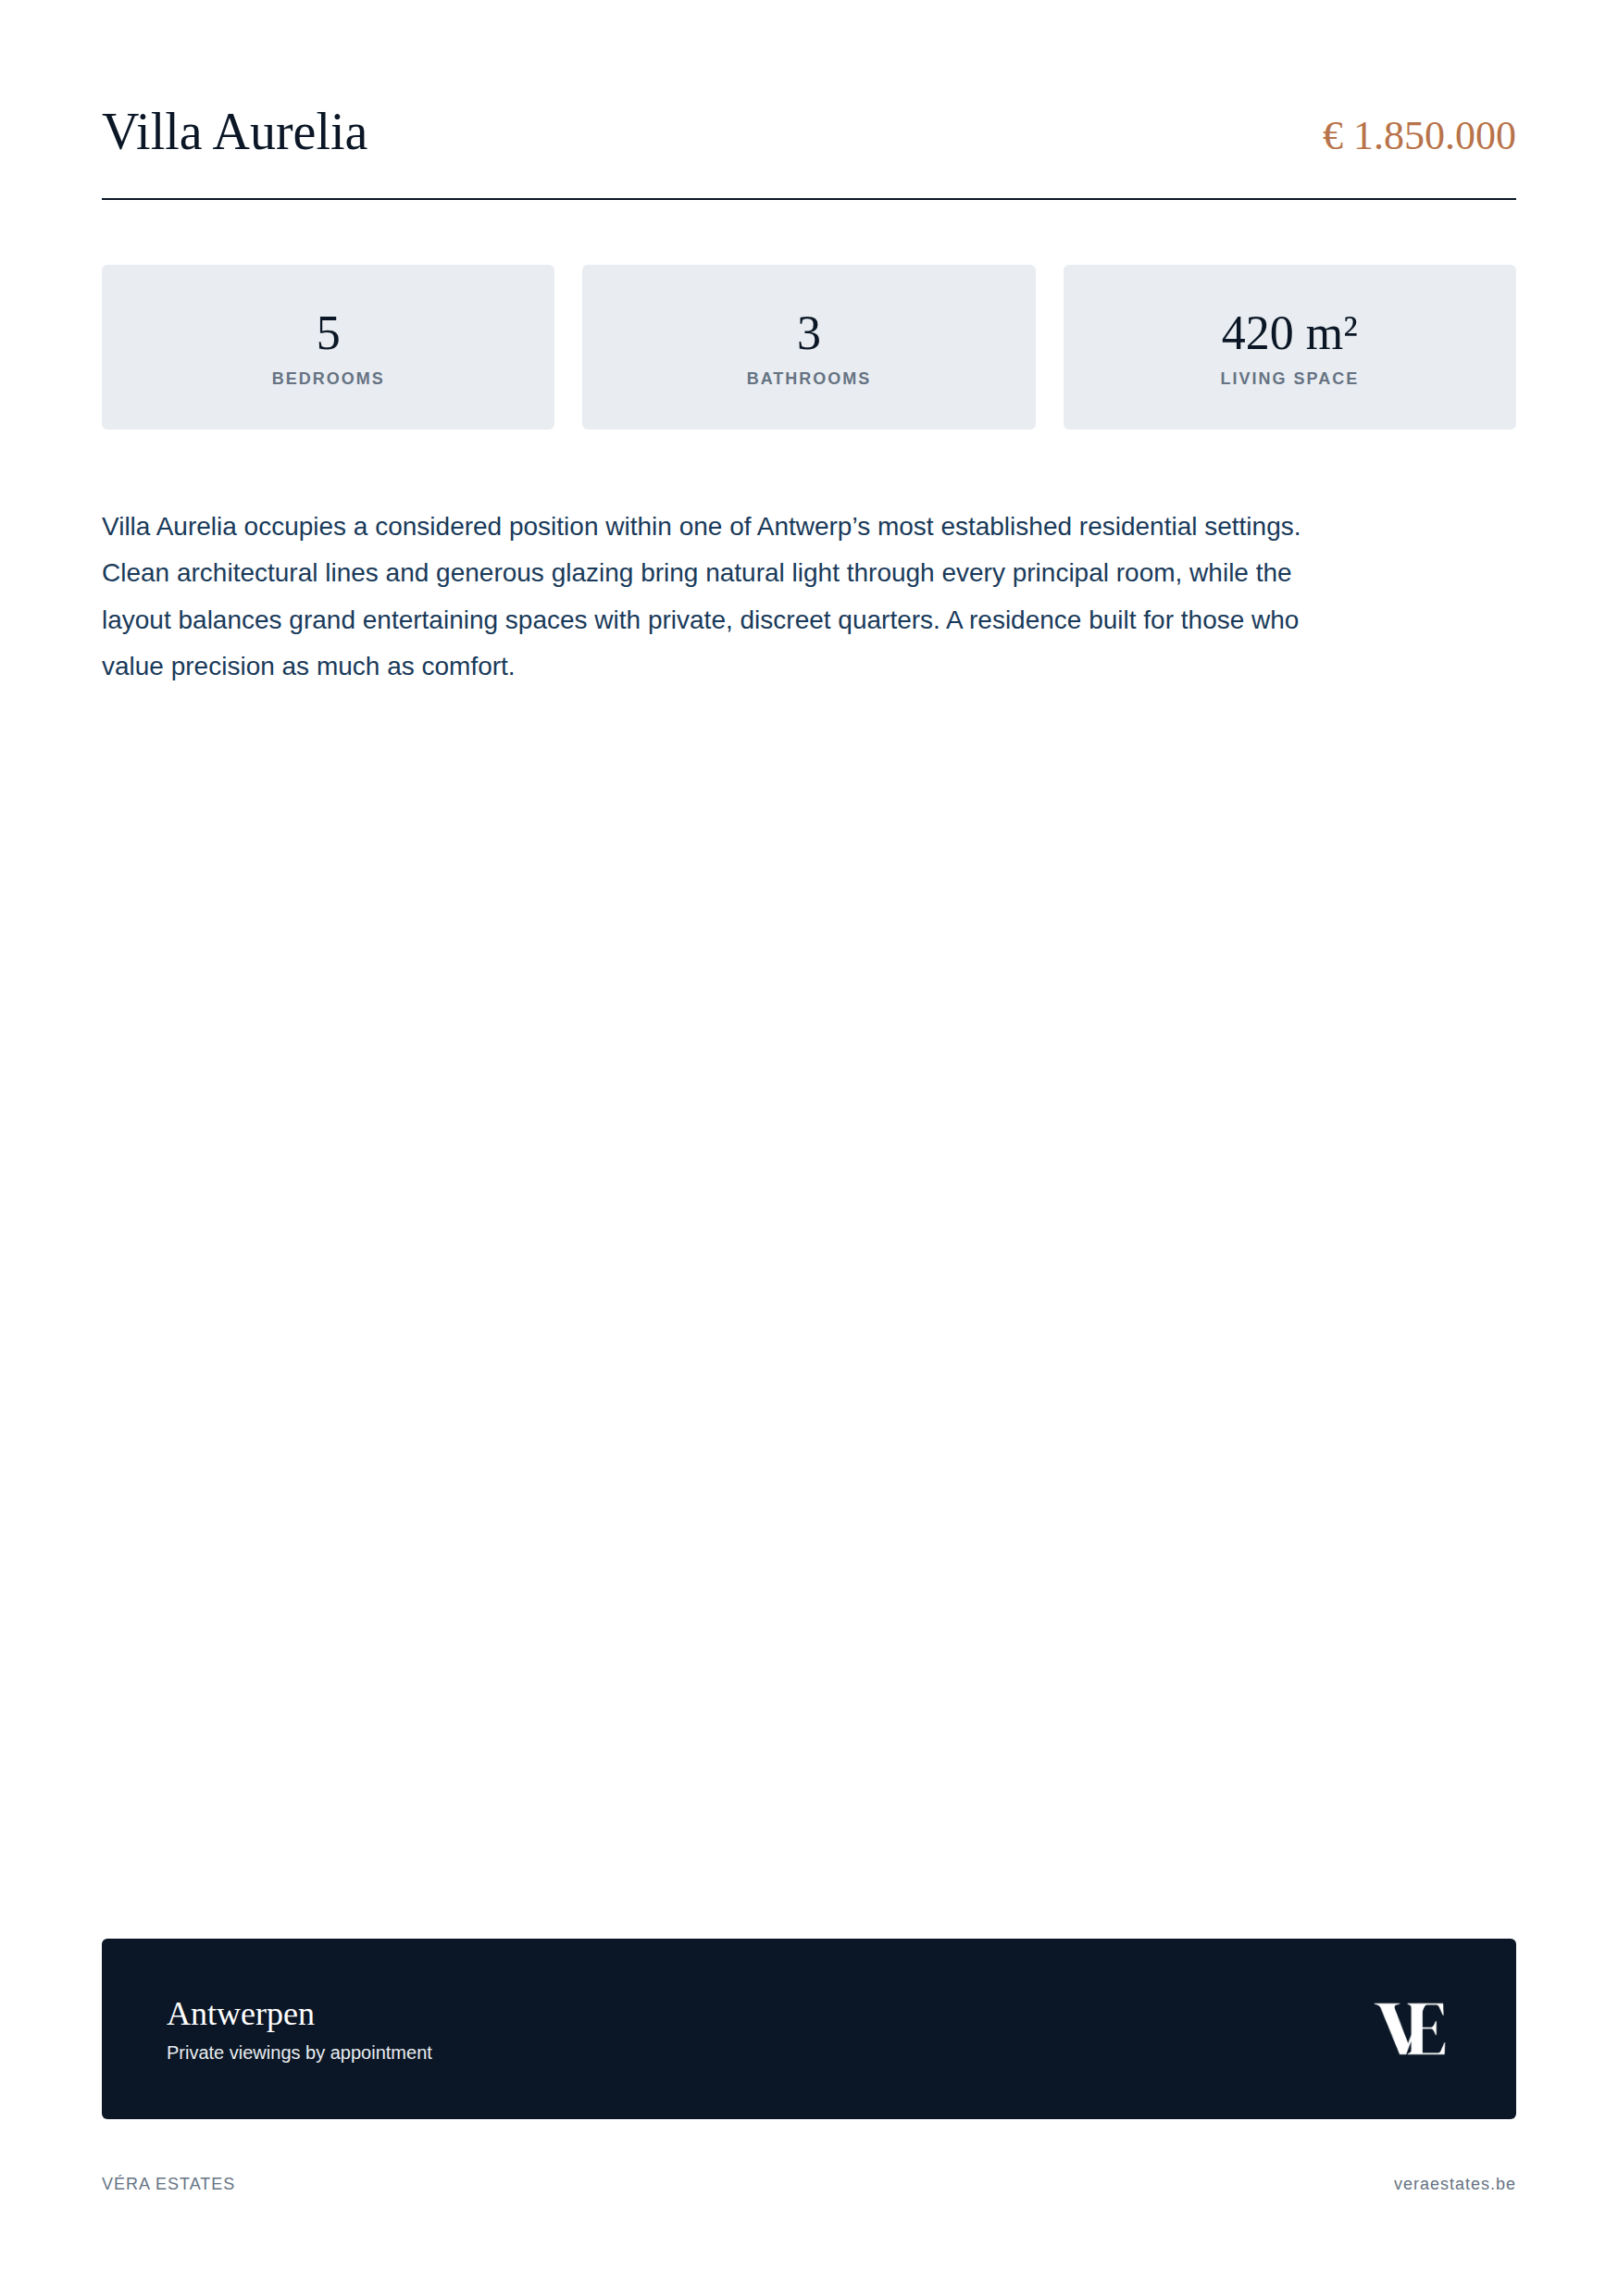 Villa Aurelia
€ 1.850.000
5
BEDROOMS
3
BATHROOMS
420 m²
LIVING SPACE
Villa Aurelia occupies a considered position within one of Antwerp’s most established residential settings.
Clean architectural lines and generous glazing bring natural light through every principal room, while the
layout balances grand entertaining spaces with private, discreet quarters. A residence built for those who
value precision as much as comfort.
Antwerpen
Private viewings by appointment
VE
VÉRA ESTATES
veraestates.be